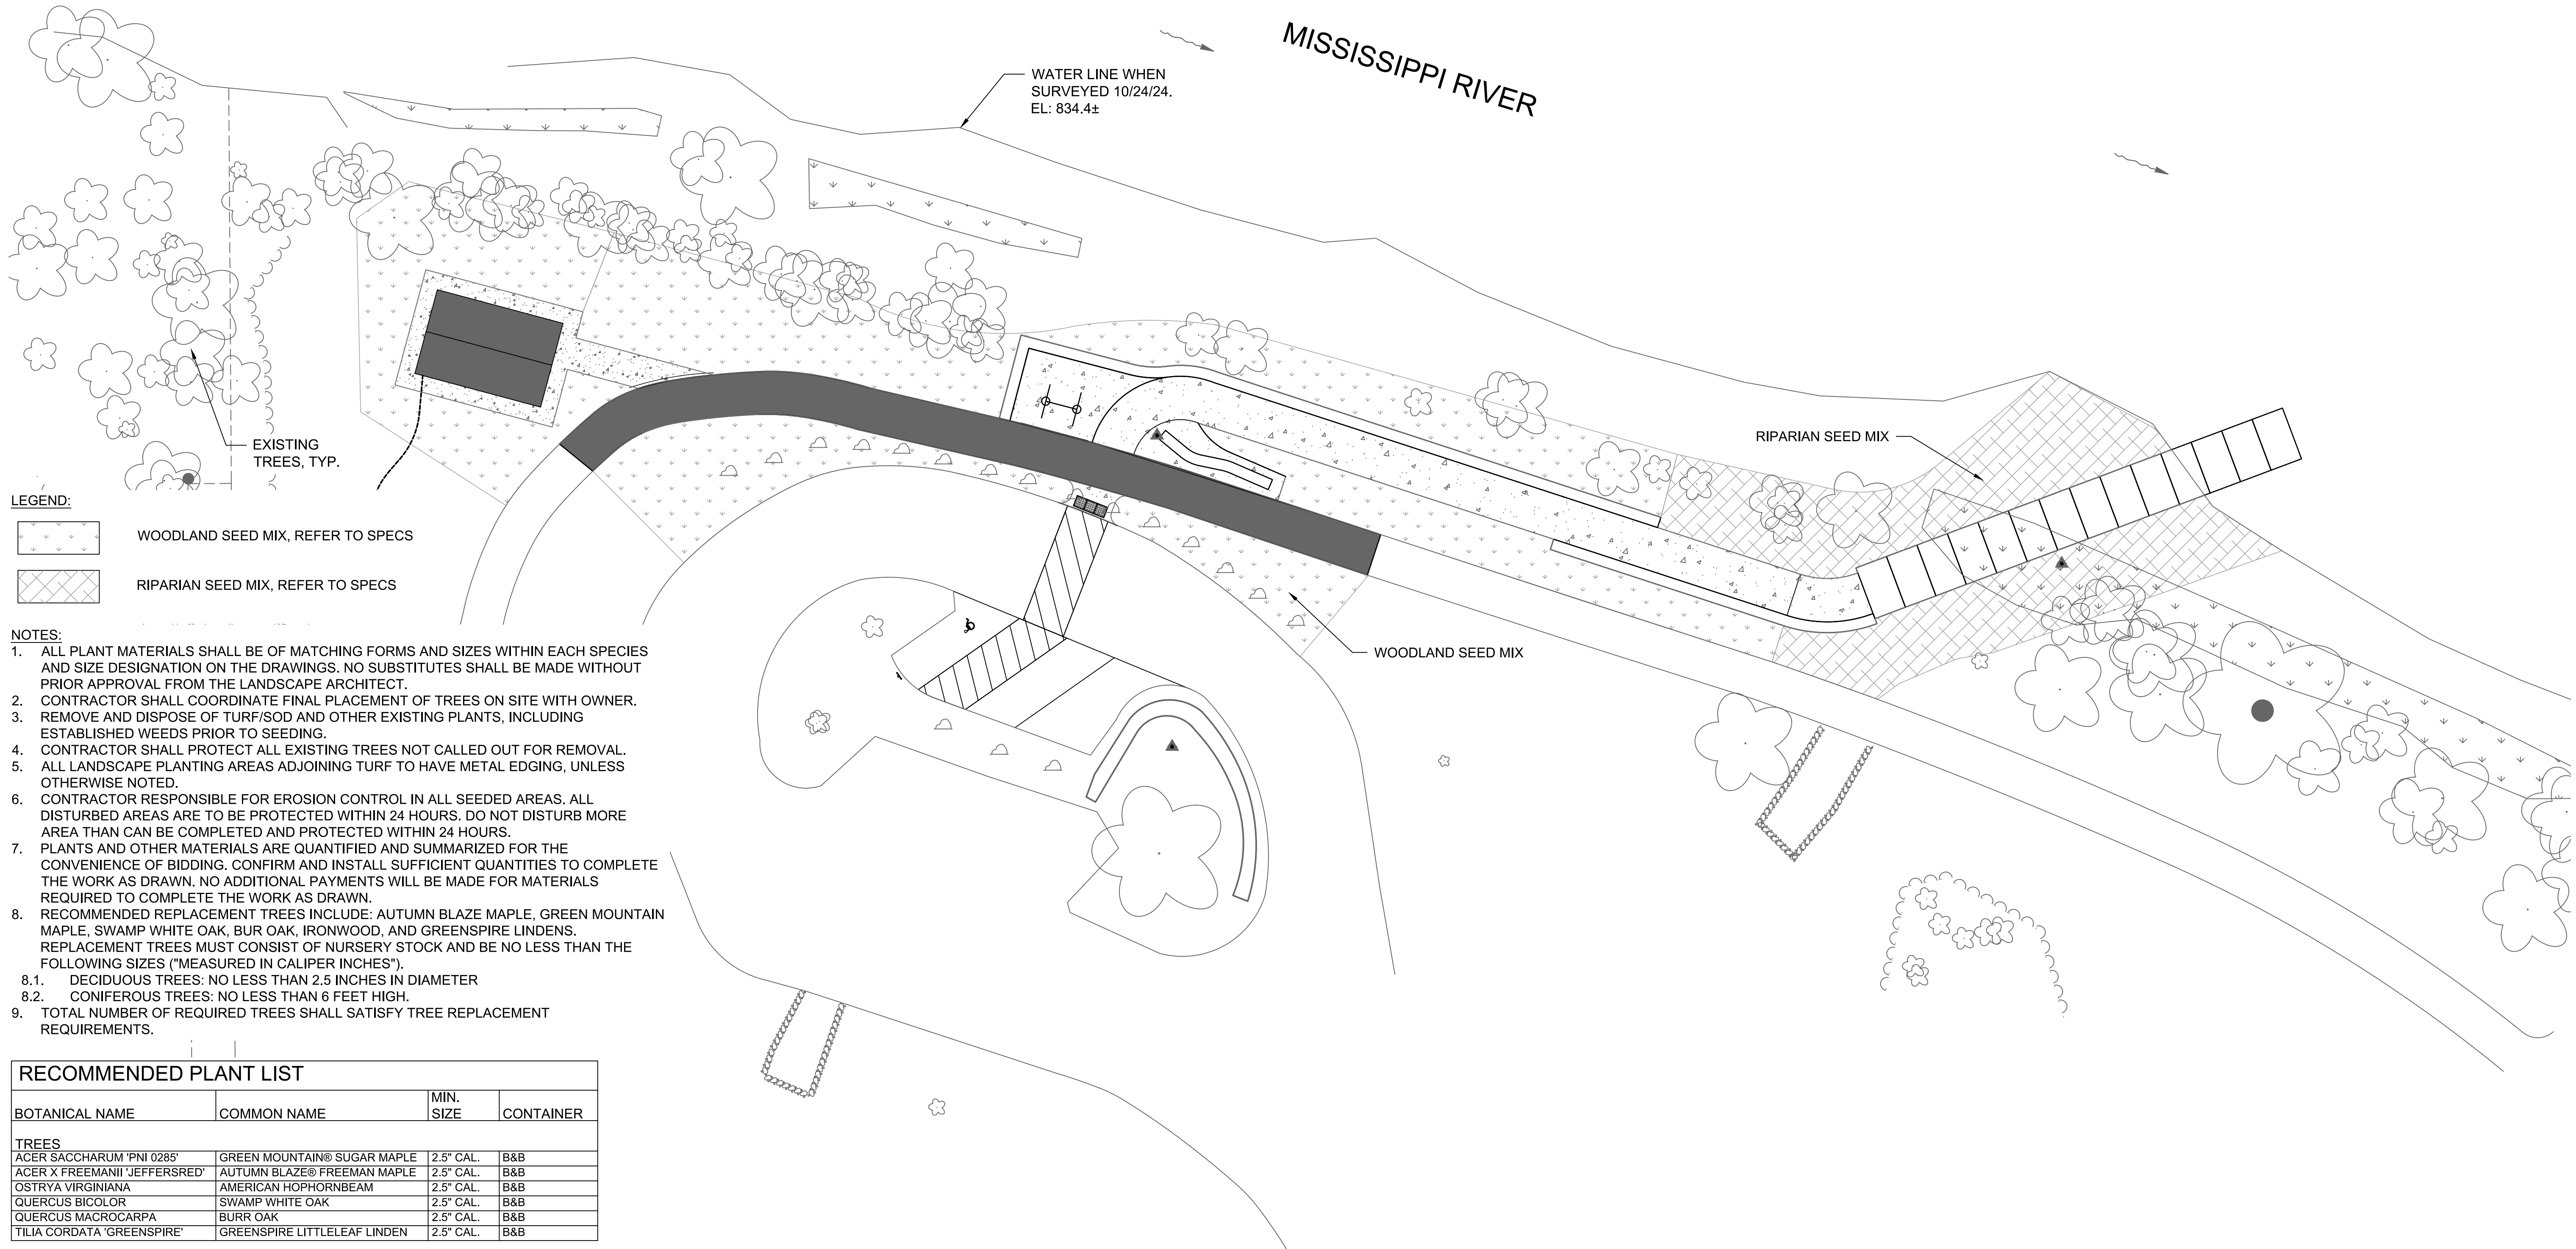 MISSISSIPPI RIVER
WATER LINE WHEN
SURVEYED 10/24/24.
EL: 834.4±
EXISTING
TREES, TYP.
RIPARIAN SEED MIX
WOODLAND SEED MIX
LEGEND:
WOODLAND SEED MIX, REFER TO SPECS
RIPARIAN SEED MIX, REFER TO SPECS
NOTES:
1. ALL PLANT MATERIALS SHALL BE OF MATCHING FORMS AND SIZES WITHIN EACH SPECIES
AND SIZE DESIGNATION ON THE DRAWINGS. NO SUBSTITUTES SHALL BE MADE WITHOUT
PRIOR APPROVAL FROM THE LANDSCAPE ARCHITECT.
2. CONTRACTOR SHALL COORDINATE FINAL PLACEMENT OF TREES ON SITE WITH OWNER.
3. REMOVE AND DISPOSE OF TURF/SOD AND OTHER EXISTING PLANTS, INCLUDING
ESTABLISHED WEEDS PRIOR TO SEEDING.
4. CONTRACTOR SHALL PROTECT ALL EXISTING TREES NOT CALLED OUT FOR REMOVAL.
5. ALL LANDSCAPE PLANTING AREAS ADJOINING TURF TO HAVE METAL EDGING, UNLESS
OTHERWISE NOTED.
6. CONTRACTOR RESPONSIBLE FOR EROSION CONTROL IN ALL SEEDED AREAS. ALL
DISTURBED AREAS ARE TO BE PROTECTED WITHIN 24 HOURS. DO NOT DISTURB MORE
AREA THAN CAN BE COMPLETED AND PROTECTED WITHIN 24 HOURS.
7. PLANTS AND OTHER MATERIALS ARE QUANTIFIED AND SUMMARIZED FOR THE
CONVENIENCE OF BIDDING. CONFIRM AND INSTALL SUFFICIENT QUANTITIES TO COMPLETE
THE WORK AS DRAWN. NO ADDITIONAL PAYMENTS WILL BE MADE FOR MATERIALS
REQUIRED TO COMPLETE THE WORK AS DRAWN.
8. RECOMMENDED REPLACEMENT TREES INCLUDE: AUTUMN BLAZE MAPLE, GREEN MOUNTAIN
MAPLE, SWAMP WHITE OAK, BUR OAK, IRONWOOD, AND GREENSPIRE LINDENS.
REPLACEMENT TREES MUST CONSIST OF NURSERY STOCK AND BE NO LESS THAN THE
FOLLOWING SIZES ("MEASURED IN CALIPER INCHES").
8.1. DECIDUOUS TREES: NO LESS THAN 2.5 INCHES IN DIAMETER
8.2. CONIFEROUS TREES: NO LESS THAN 6 FEET HIGH.
9. TOTAL NUMBER OF REQUIRED TREES SHALL SATISFY TREE REPLACEMENT
REQUIREMENTS.
RECOMMENDED PLANT LIST
BOTANICAL NAME COMMON NAME MIN. SIZE CONTAINER
TREES
ACER SACCHARUM 'PNI 0285' GREEN MOUNTAIN® SUGAR MAPLE 2.5" CAL. B&B
ACER X FREEMANII 'JEFFERSRED' AUTUMN BLAZE® FREEMAN MAPLE 2.5" CAL. B&B
OSTRYA VIRGINIANA AMERICAN HOPHORNBEAM 2.5" CAL. B&B
QUERCUS BICOLOR SWAMP WHITE OAK 2.5" CAL. B&B
QUERCUS MACROCARPA BURR OAK 2.5" CAL. B&B
TILIA CORDATA 'GREENSPIRE' GREENSPIRE LITTLELEAF LINDEN 2.5" CAL. B&B